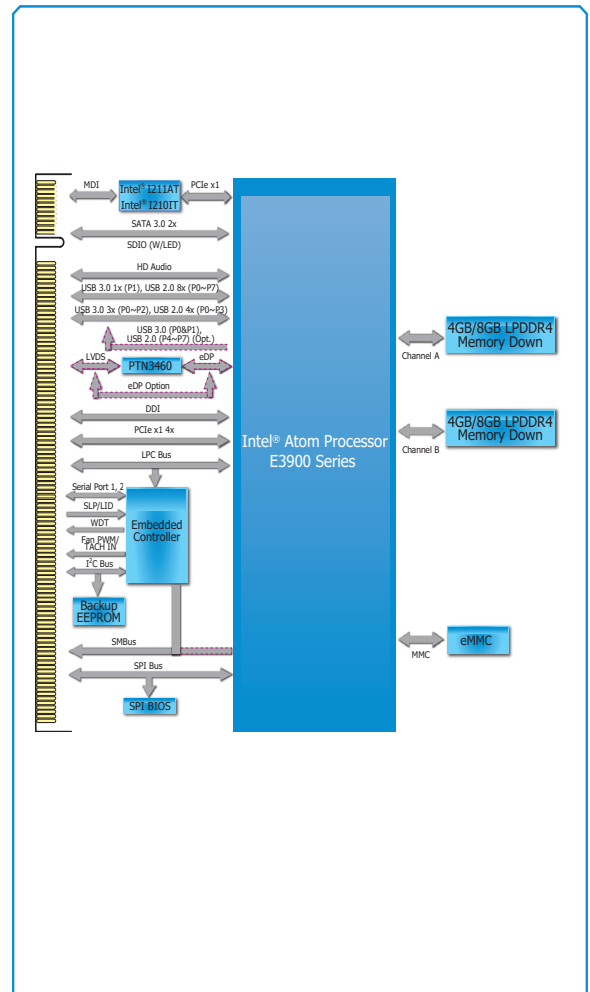 MDI
Intel® I211AT
Intel® I210IT
PCIe x1
SATA 3.0 2x
SDIO (W/LED)
HD Audio
USB 3.0 1x (P1), USB 2.0 8x (P0~P7)
USB 3.0 3x (P0~P2), USB 2.0 4x (P0~P3)
USB 3.0 (P0&P1),
USB 2.0 (P4~P7) (Opt.)
LVDS
PTN3460
eDP
eDP Option
DDI
PCIe x1 4x
LPC Bus
Serial Port 1, 2
SLP/LID
WDT
Fan PWM/
TACH IN
I²C Bus
Embedded
Controller
Backup
EEPROM
SMBus
SPI Bus
SPI BIOS
Intel® Atom Processor
E3900 Series
Channel A
4GB/8GB LPDDR4
Memory Down
Channel B
4GB/8GB LPDDR4
Memory Down
MMC
eMMC